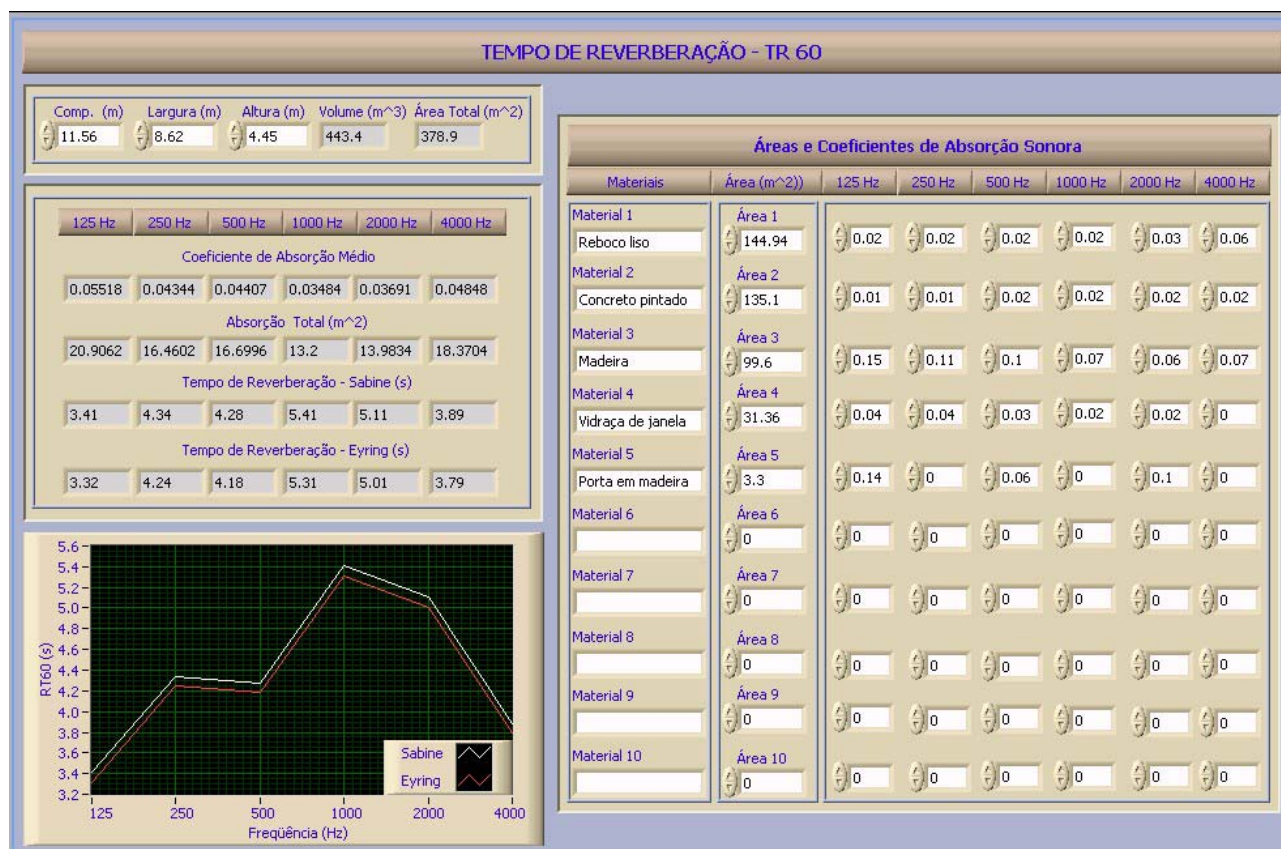 TEMPO DE REVERBERAÇÃO - TR 60
Comp. (m) Largura (m) Altura (m) Volume (m^3) Área Total (m^2)
11.56 8.62 4.45 443.4 378.9
125 Hz 250 Hz 500 Hz 1000 Hz 2000 Hz 4000 Hz
Coeficiente de Absorção Médio
0.05518 0.04344 0.04407 0.03484 0.03691 0.04848
Absorção Total (m^2)
20.9062 16.4602 16.6996 13.2 13.9834 18.3704
Tempo de Reverberação - Sabine (s)
3.41 4.34 4.28 5.41 5.11 3.89
Tempo de Reverberação - Eyring (s)
3.32 4.24 4.18 5.31 5.01 3.79
5.6
5.4
5.2
5.0
4.8
4.6
4.4
4.2
4.0
3.8
3.6
3.4
3.2
RT60 (s)
Sabine
Eyring
125 250 500 1000 2000 4000
Freqüência (Hz)
Áreas e Coeficientes de Absorção Sonora
Materiais Área (m^2)) 125 Hz 250 Hz 500 Hz 1000 Hz 2000 Hz 4000 Hz
Material 1 Área 1
Reboco liso 144.94 0.02 0.02 0.02 0.02 0.03 0.06
Material 2 Área 2
Concreto pintado 135.1 0.01 0.01 0.02 0.02 0.02 0.02
Material 3 Área 3
Madeira 99.6 0.15 0.11 0.1 0.07 0.06 0.07
Material 4 Área 4
Vidraça de janela 31.36 0.04 0.04 0.03 0.02 0.02 0
Material 5 Área 5
Porta em madeira 3.3 0.14 0 0.06 0 0.1 0
Material 6 Área 6
0 0 0 0 0 0 0
Material 7 Área 7
0 0 0 0 0 0 0
Material 8 Área 8
0 0 0 0 0 0 0
Material 9 Área 9
0 0 0 0 0 0 0
Material 10 Área 10
0 0 0 0 0 0 0